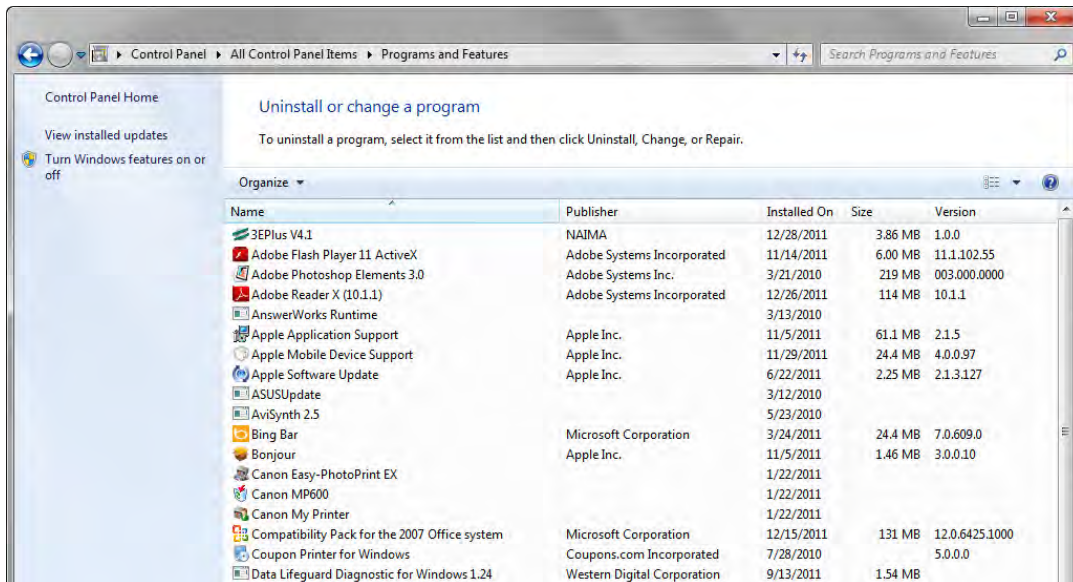 Control Panel All Control Panel Items Programs and Features Search Programs and Features
Control Panel Home
View installed updates
Turn Windows features on or
off
Uninstall or change a program
To uninstall a program, select it from the list and then click Uninstall, Change, or Repair.
Organize
Name Publisher Installed On Size Version
3EPlus V4.1 NAIMA 12/28/2011 3.86 MB 1.0.0
Adobe Flash Player 11 ActiveX Adobe Systems Incorporated 11/14/2011 6.00 MB 11.1.102.55
Adobe Photoshop Elements 3.0 Adobe Systems Inc. 3/21/2010 219 MB 003.000.0000
Adobe Reader X (10.1.1) Adobe Systems Incorporated 12/26/2011 114 MB 10.1.1
AnswerWorks Runtime 3/13/2010
Apple Application Support Apple Inc. 11/5/2011 61.1 MB 2.1.5
Apple Mobile Device Support Apple Inc. 11/29/2011 24.4 MB 4.0.0.97
Apple Software Update Apple Inc. 6/22/2011 2.25 MB 2.1.3.127
ASUSUpdate 3/12/2010
AviSynth 2.5 5/23/2010
Bing Bar Microsoft Corporation 3/24/2011 24.4 MB 7.0.609.0
Bonjour Apple Inc. 11/5/2011 1.46 MB 3.0.0.10
Canon Easy-PhotoPrint EX 1/22/2011
Canon MP600 1/22/2011
Canon My Printer 1/22/2011
Compatibility Pack for the 2007 Office system Microsoft Corporation 12/15/2011 131 MB 12.0.6425.1000
Coupon Printer for Windows Coupons.com Incorporated 7/28/2010 5.0.0.0
Data Lifeguard Diagnostic for Windows 1.24 Western Digital Corporation 9/13/2011 1.54 MB